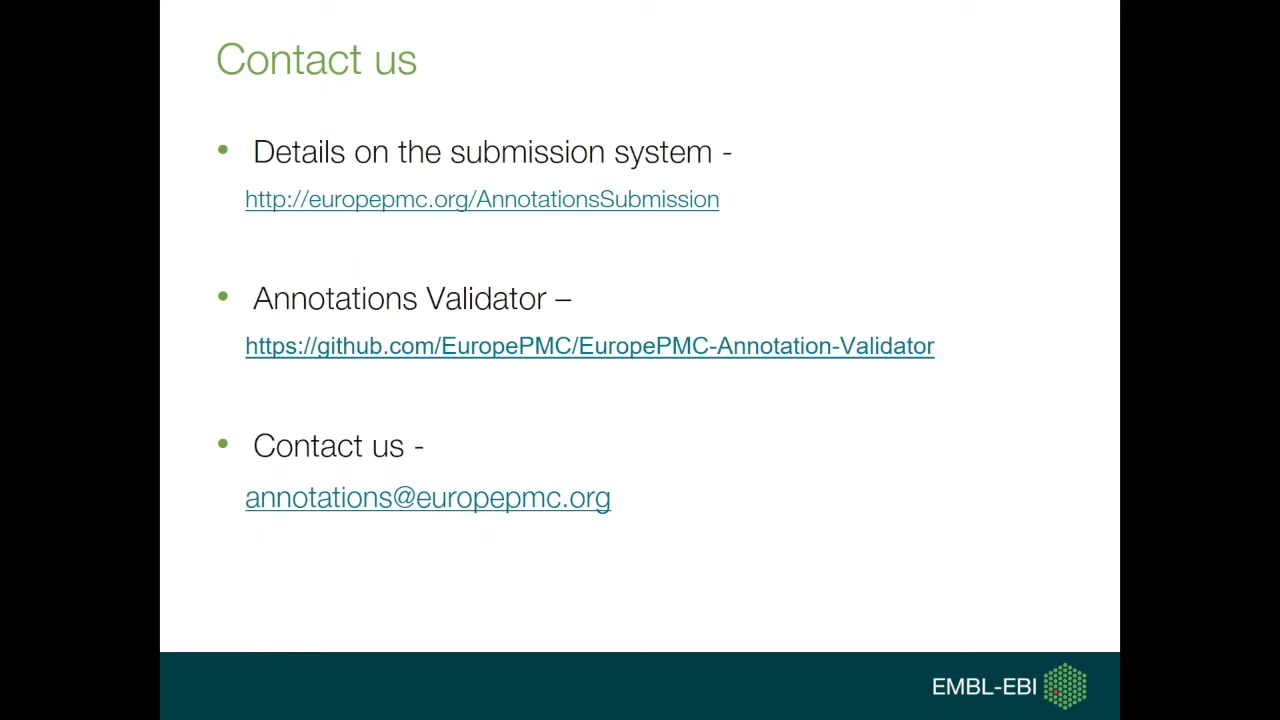 Contact us
• Details on the submission system -
http://europepmc.org/AnnotationsSubmission
• Annotations Validator –
https://github.com/EuropePMC/EuropePMC-Annotation-Validator
• Contact us -
annotations@europepmc.org
EMBL-EBI